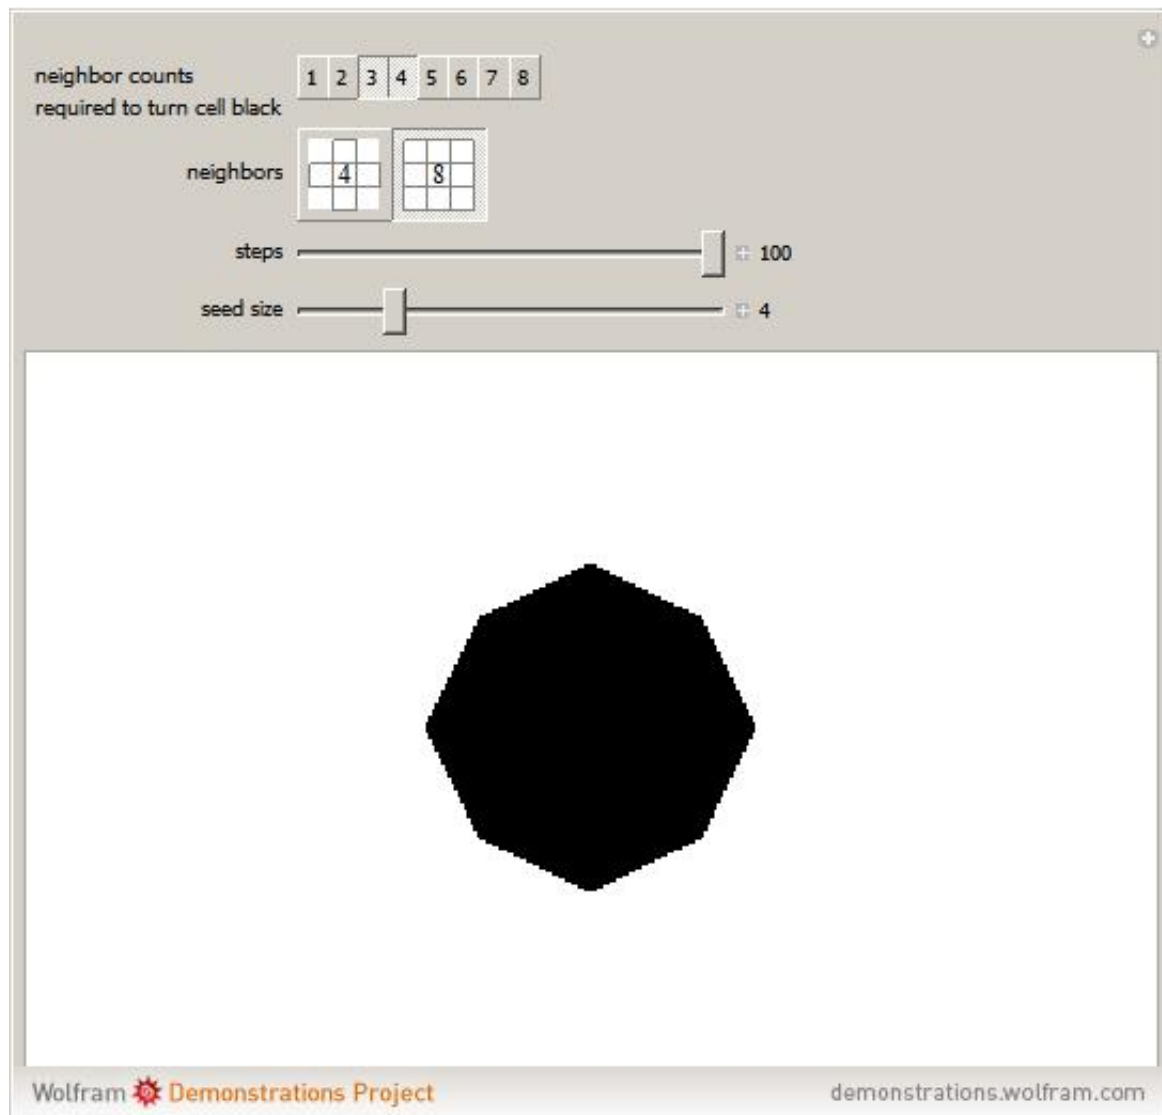 neighbor counts 1 2 3 4 5 6 7 8
required to turn cell black
neighbors 4 8
steps 100
seed size 4
Wolfram Demonstrations Project demonstrations.wolfram.com